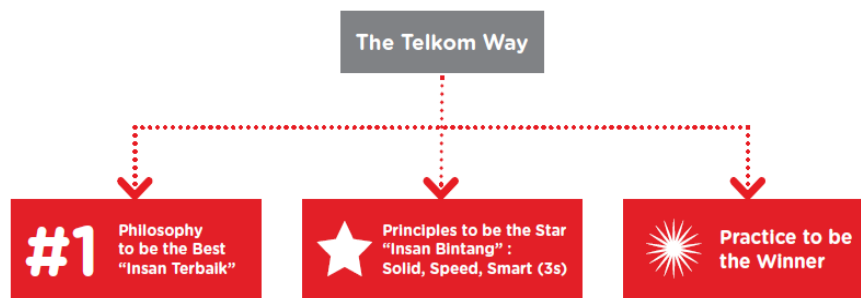 The Telkom Way
#1
Philosophy
to be the Best
“Insan Terbaik”
Principles to be the Star
“Insan Bintang” :
Solid, Speed, Smart (3s)
Practice to be
the Winner